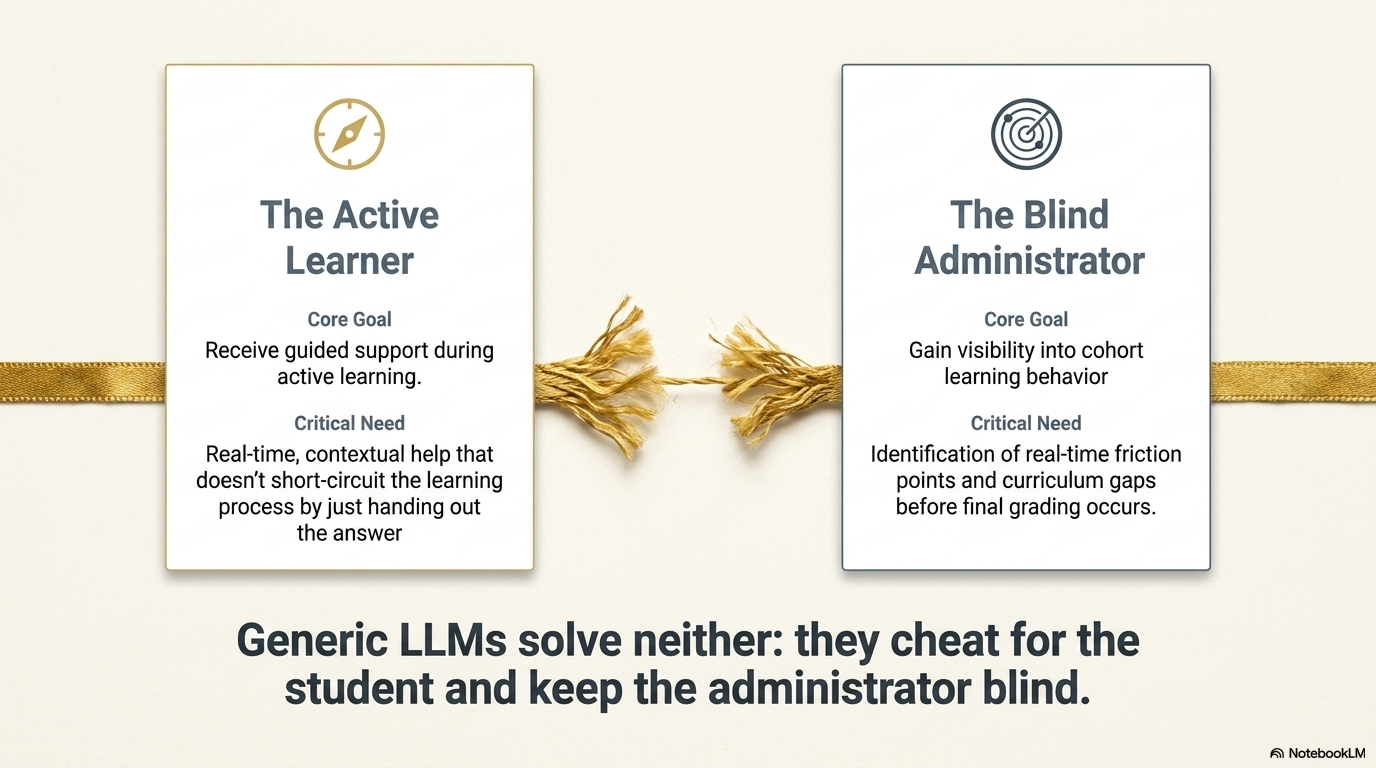 The Active
Learner
Core Goal
Receive guided support during
active learning.
Critical Need
Real-time, contextual help that
doesn't short-circuit the learning
process by just handing out
the answer
The Blind
Administrator
Core Goal
Gain visibility into cohort
learning behavior
Critical Need
Identification of real-time friction
points and curriculum gaps
before final grading occurs.
Generic LLMs solve neither: they cheat for the
student and keep the administrator blind.
NotebookLM